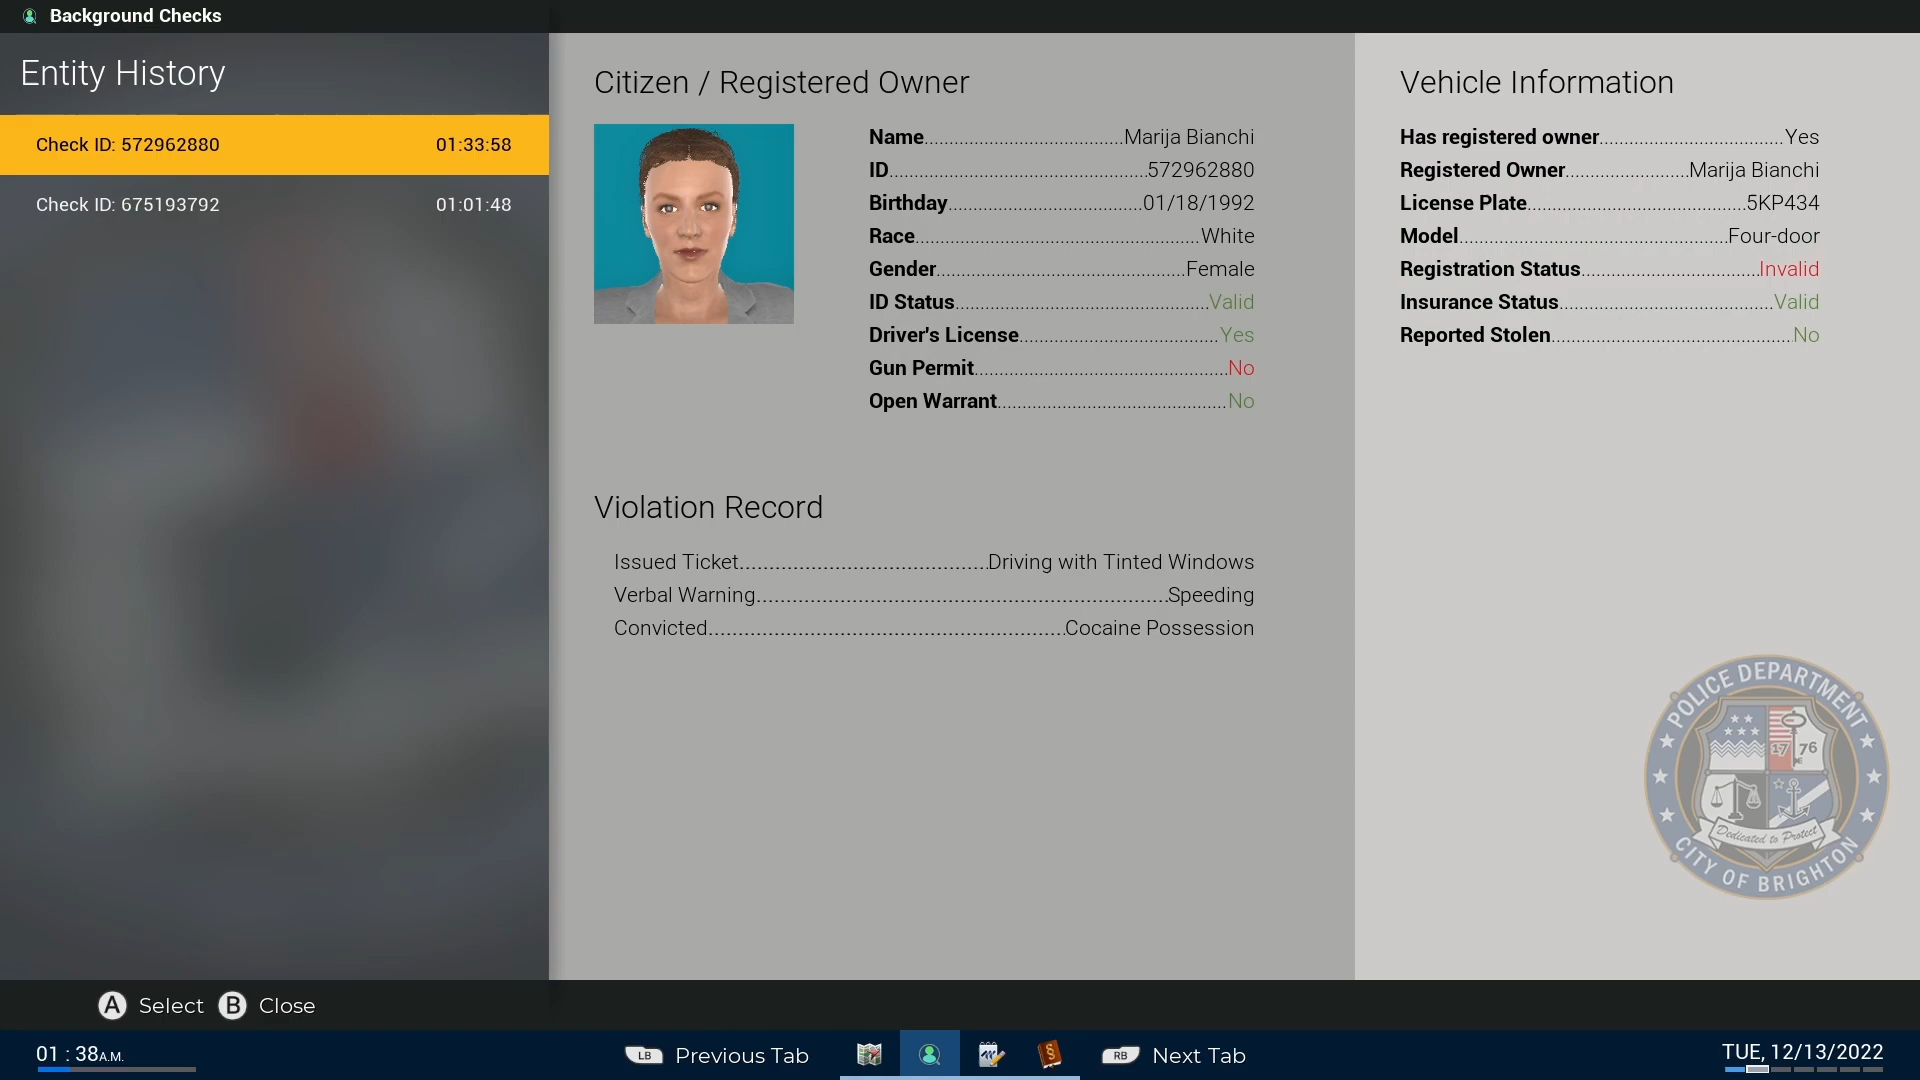 Background Checks
Entity History
Check ID: 572962880 01:33:58
Check ID: 675193792 01:01:48
Citizen / Registered Owner
Name........................................Marija Bianchi
ID....................................................572962880
Birthday.......................................01/18/1992
Race.........................................................White
Gender..................................................Female
ID Status...................................................Valid
Driver's License........................................Yes
Gun Permit...................................................No
Open Warrant..............................................No
Violation Record
Issued Ticket.........................................Driving with Tinted Windows
Verbal Warning....................................................................Speeding
Convicted...........................................................Cocaine Possession
Vehicle Information
Has registered owner.....................................Yes
Registered Owner.........................Marija Bianchi
License Plate............................................5KP434
Model......................................................Four-door
Registration Status....................................Invalid
Insurance Status...........................................Valid
Reported Stolen................................................No
POLICE DEPARTMENT
17 76
Dedicated to Protect
CITY OF BRIGHTON
A Select B Close
01 : 38A.M.
LB Previous Tab
§
RB Next Tab
TUE, 12/13/2022